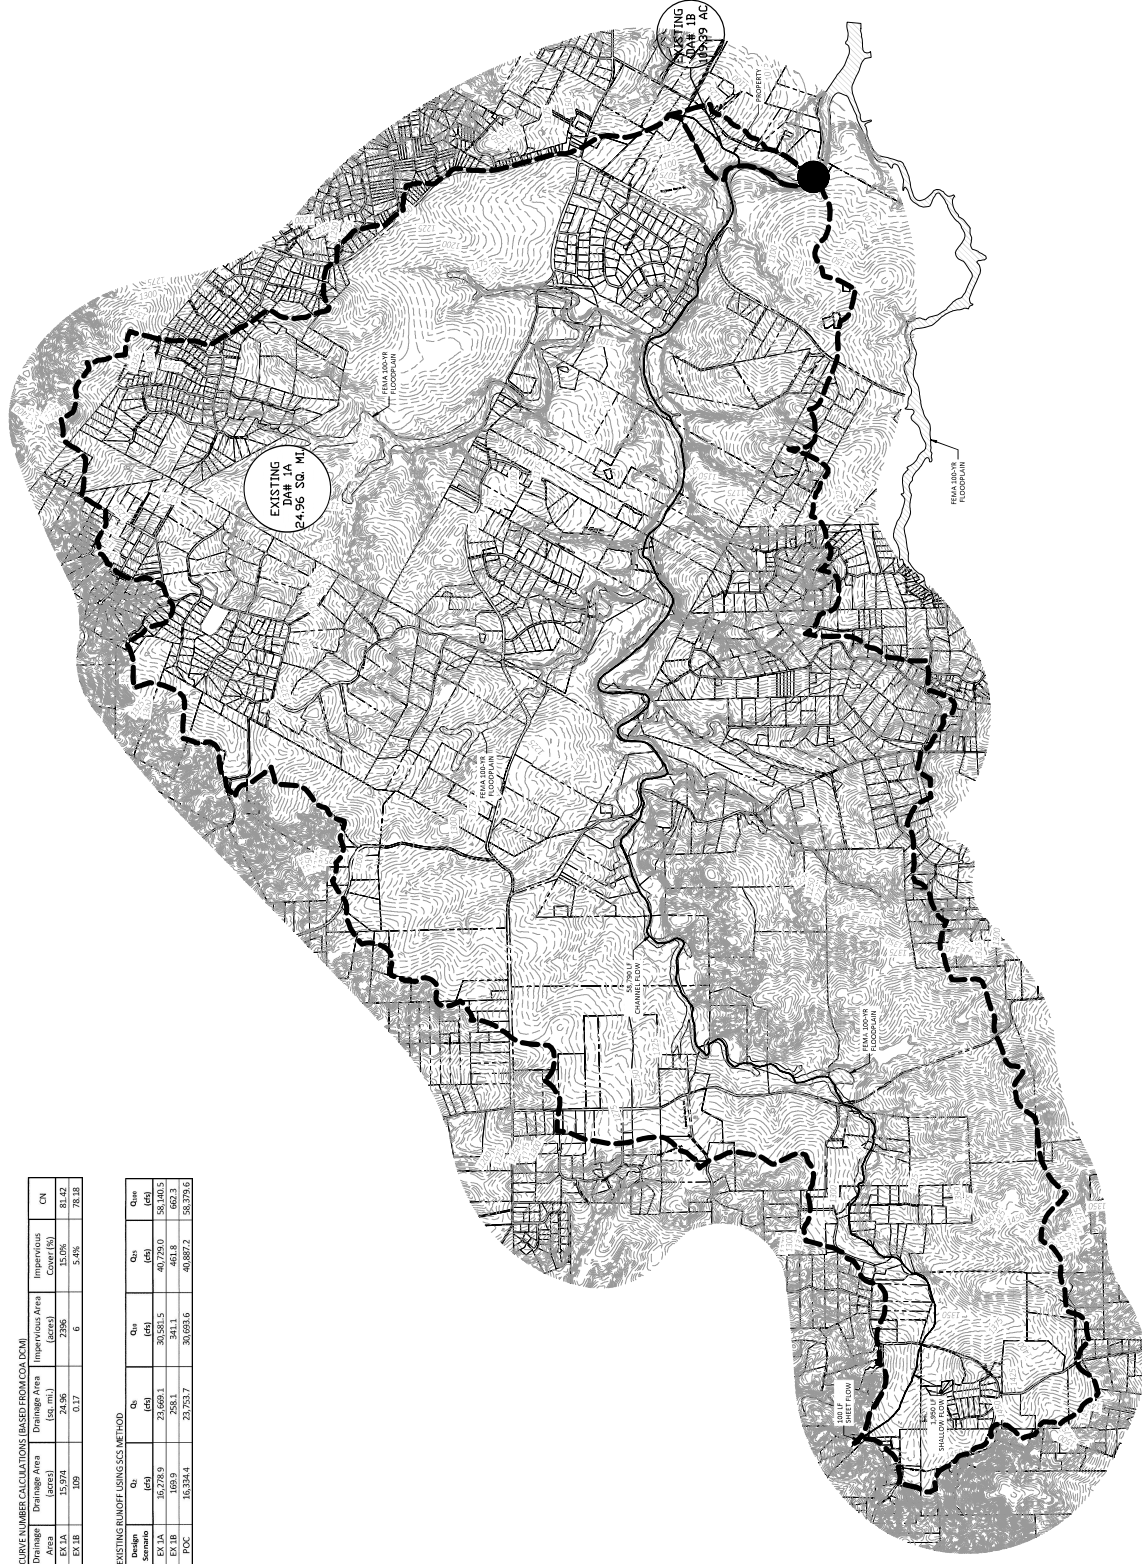 CURVE NUMBER CALCULATIONS (BASED FROM COA DCM)
Drainage Area Drainage Area (acres) Drainage Area (sq. mi.) Impervious Area (acres) Impervious Cover (%) CN
EX 1A 15,974 24.96 2396 15.0% 81.42
EX 1B 109 0.17 6 5.4% 78.18
EXISTING RUNOFF USING SCS METHOD
Design Scenario Q2 (cfs) Q5 (cfs) Q10 (cfs) Q25 (cfs) Q100 (cfs)
EX 1A 16,278.9 23,669.1 30,581.5 40,729.0 58,140.5
EX 1B 169.9 258.1 341.1 461.8 662.3
POC 16,334.4 23,753.7 30,693.6 40,887.2 58,379.6
EXISTING
DA# 1A
24.96 SQ. MI.
EXISTING
DA# 1B
109.39 AC.
PROPERTY
FEMA 100-YR
FLOODPLAIN
FEMA 100-YR
FLOODPLAIN
FEMA 100-YR
FLOODPLAIN
FEMA 100-YR
FLOODPLAIN
CHANNEL FLOW
100 LF
SHEET FLOW
1,950 LF
SHALLOW FLOW